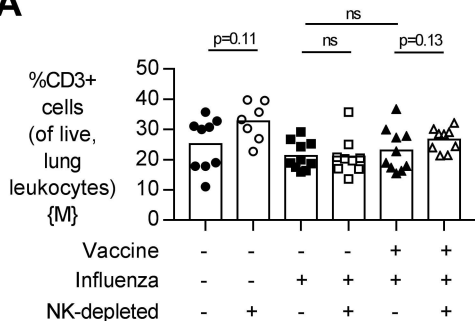 A
ns
p=0.11
ns
p=0.13
%CD3+
cells
(of live,
lung
leukocytes)
{M}
50
40
30
20
10
0
Vaccine - - - - + +
Influenza - - + + + +
NK-depleted - + - + - +